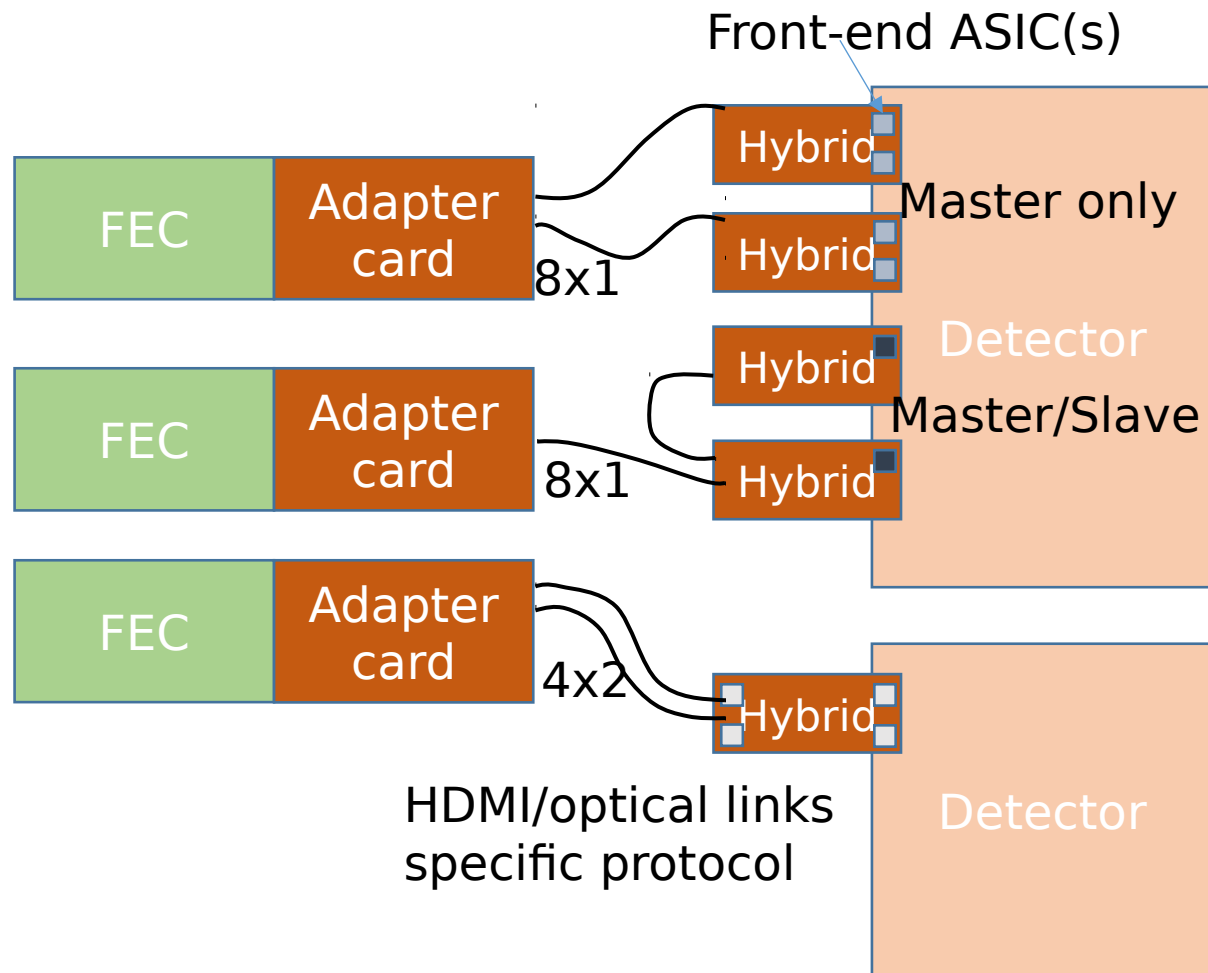 Front-end ASIC(s)
Hybrid
Master only
FEC
Adapter
card
Hybrid
8x1
Detector
Hybrid
Master/Slave
FEC
Adapter
card
8x1
Hybrid
FEC
Adapter
card
4x2
Hybrid
HDMI/optical links
specific protocol
Detector